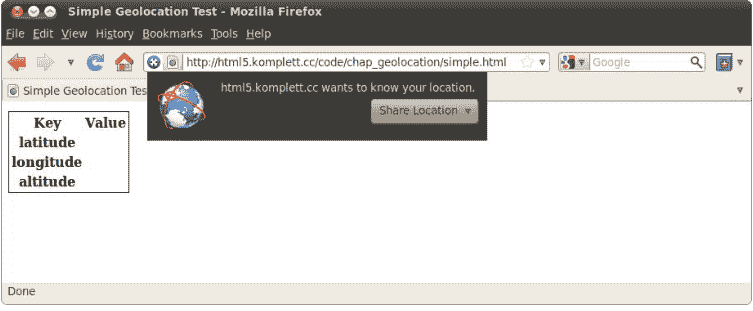 Simple Geolocation Test - Mozilla Firefox
File Edit View History Bookmarks Tools Help
http://html5.komplett.cc/code/chap_geolocation/simple.html
Google
Simple Geolocation Tes
html5.komplett.cc wants to know your location.
Share Location
Key Value
latitude
longitude
altitude
Done